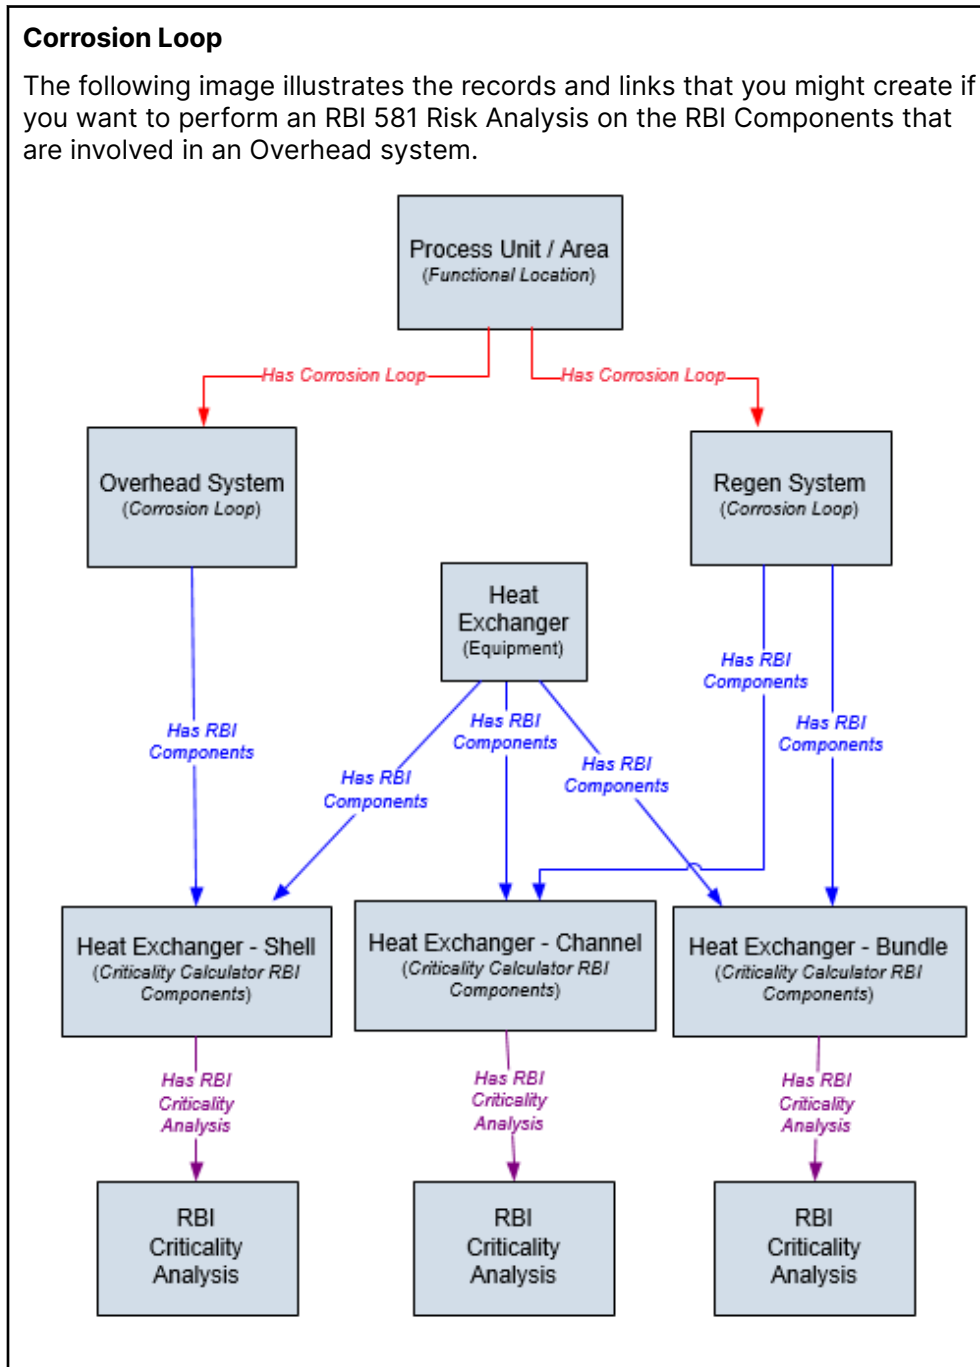 Corrosion Loop
The following image illustrates the records and links that you might create if
you want to perform an RBI 581 Risk Analysis on the RBI Components that
are involved in an Overhead system.
Process Unit / Area
(Functional Location)
Has Corrosion Loop
Has Corrosion Loop
Overhead System
(Corrosion Loop)
Regen System
(Corrosion Loop)
Heat
Exchanger
(Equipment)
Has RBI
Components
Has RBI
Components
Has RBI
Components
Has RBI
Components
Has RBI
Components
Has RBI
Components
Heat Exchanger - Shell
(Criticality Calculator RBI
Components)
Heat Exchanger - Channel
(Criticality Calculator RBI
Components)
Heat Exchanger - Bundle
(Criticality Calculator RBI
Components)
Has RBI
Criticality
Analysis
Has RBI
Criticality
Analysis
Has RBI
Criticality
Analysis
RBI
Criticality
Analysis
RBI
Criticality
Analysis
RBI
Criticality
Analysis